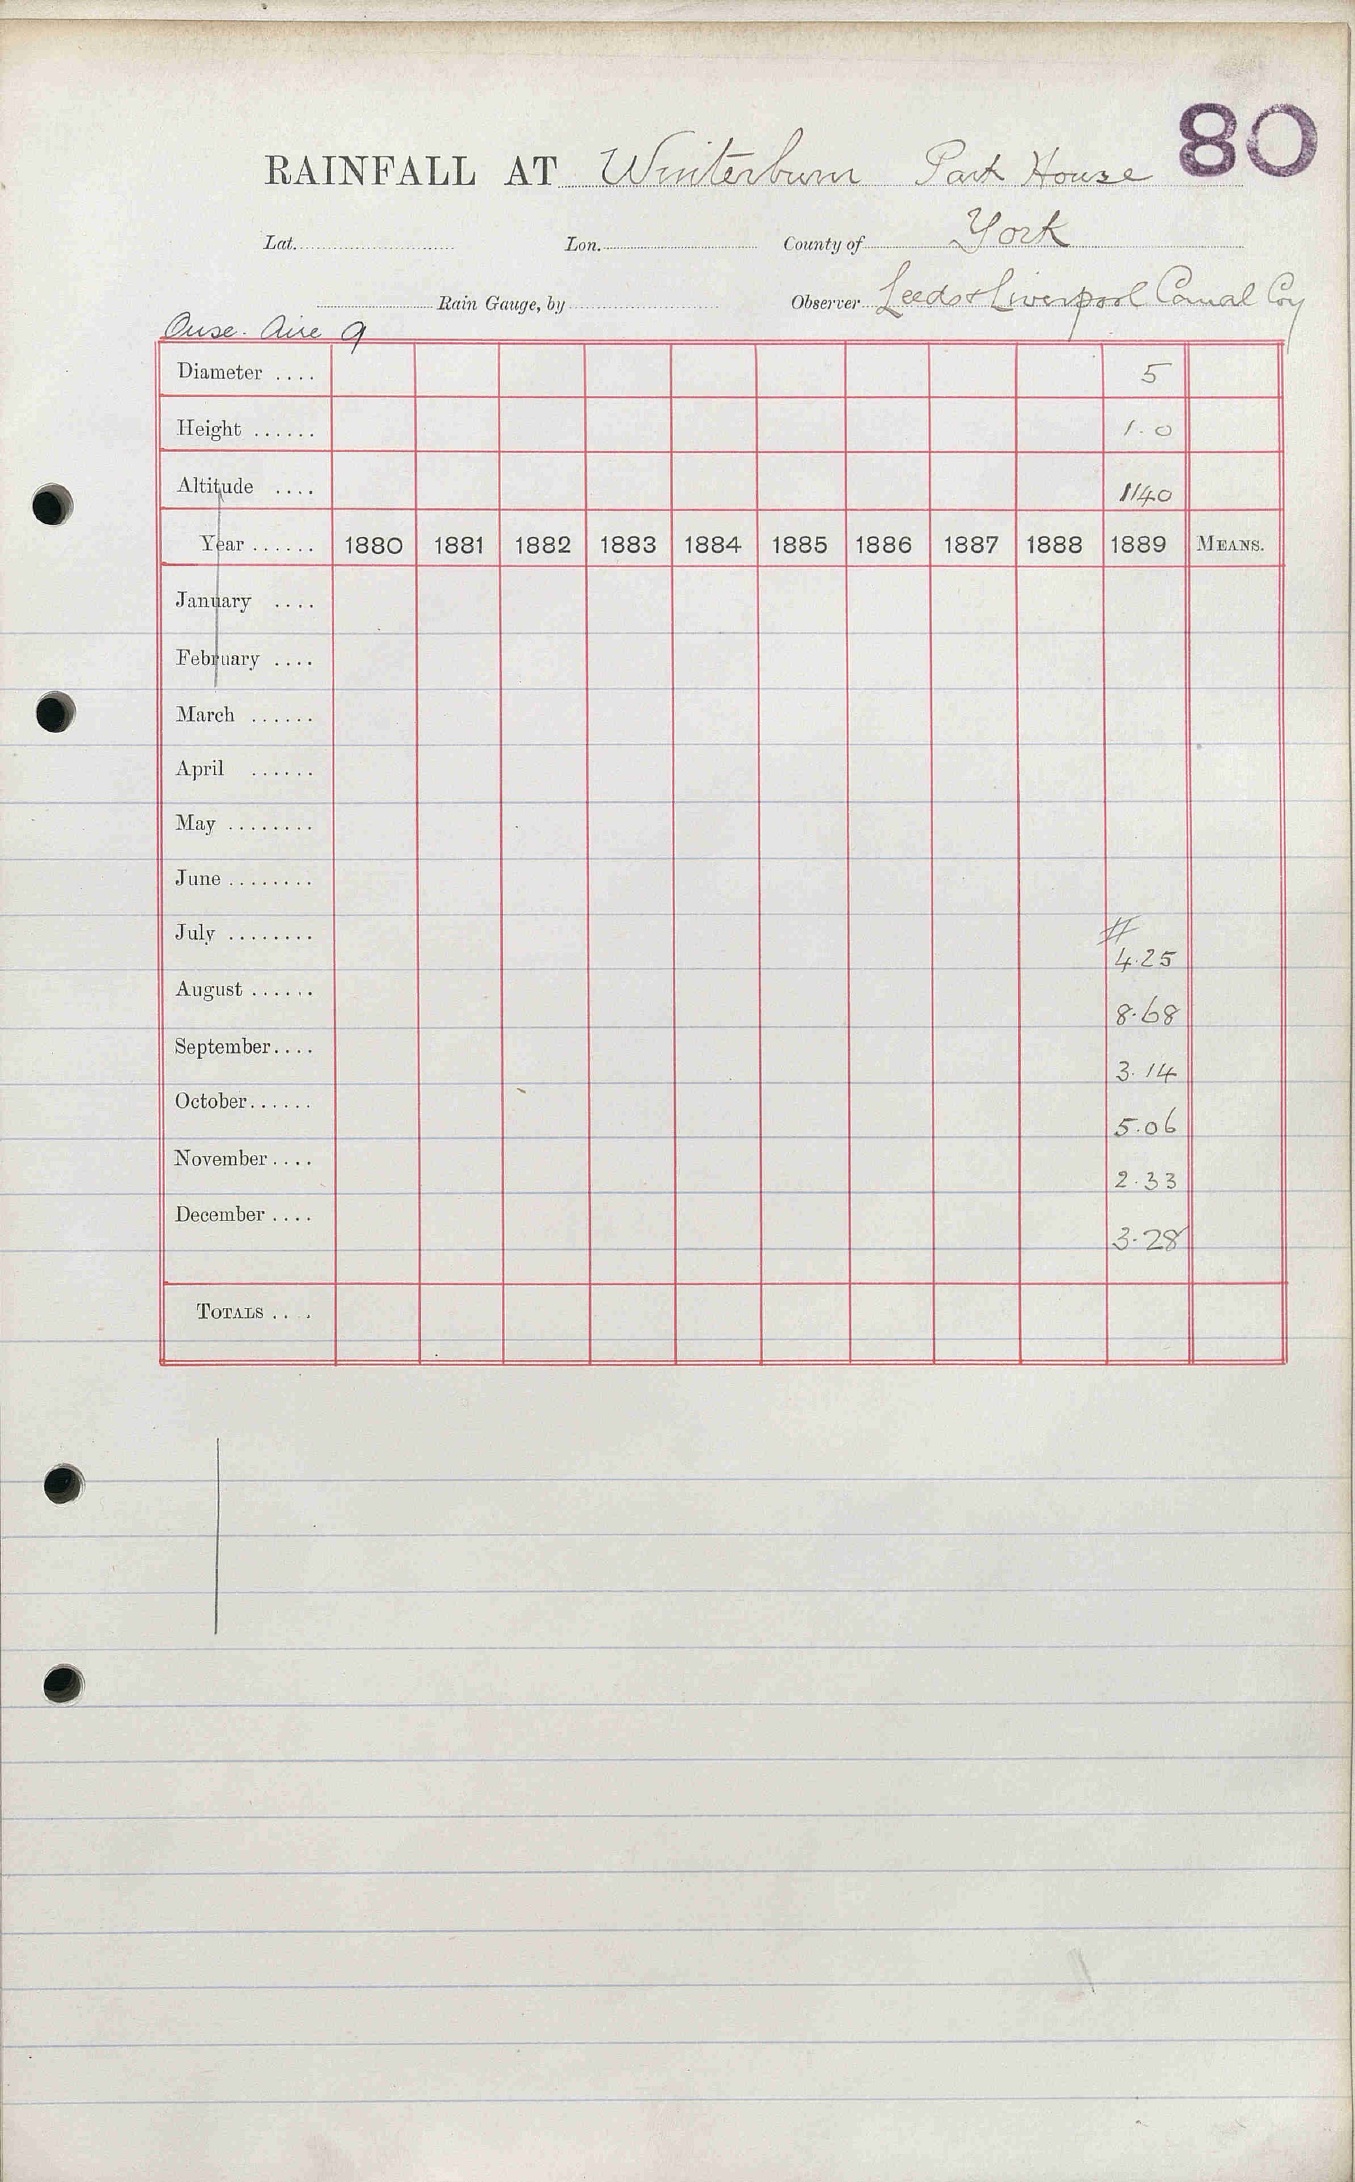 80
RAINFALL AT Winterburn Park House
Lat. Lon. County of York
Rain Gauge, by Observer Leeds & Liverpool Canal Coy
Ouse. Aire 9
Diameter .... 5
Height ...... 1.0
Altitude .... 1140
Year ...... 1880 1881 1882 1883 1884 1885 1886 1887 1888 1889 MEANS.
January ....
February ....
March ......
April ......
May ........
June ........
July ........ #
4.25
August ......
8.68
September ....
3.14
October ......
5.06
November ....
2.33
December ....
3.28
TOTALS ....